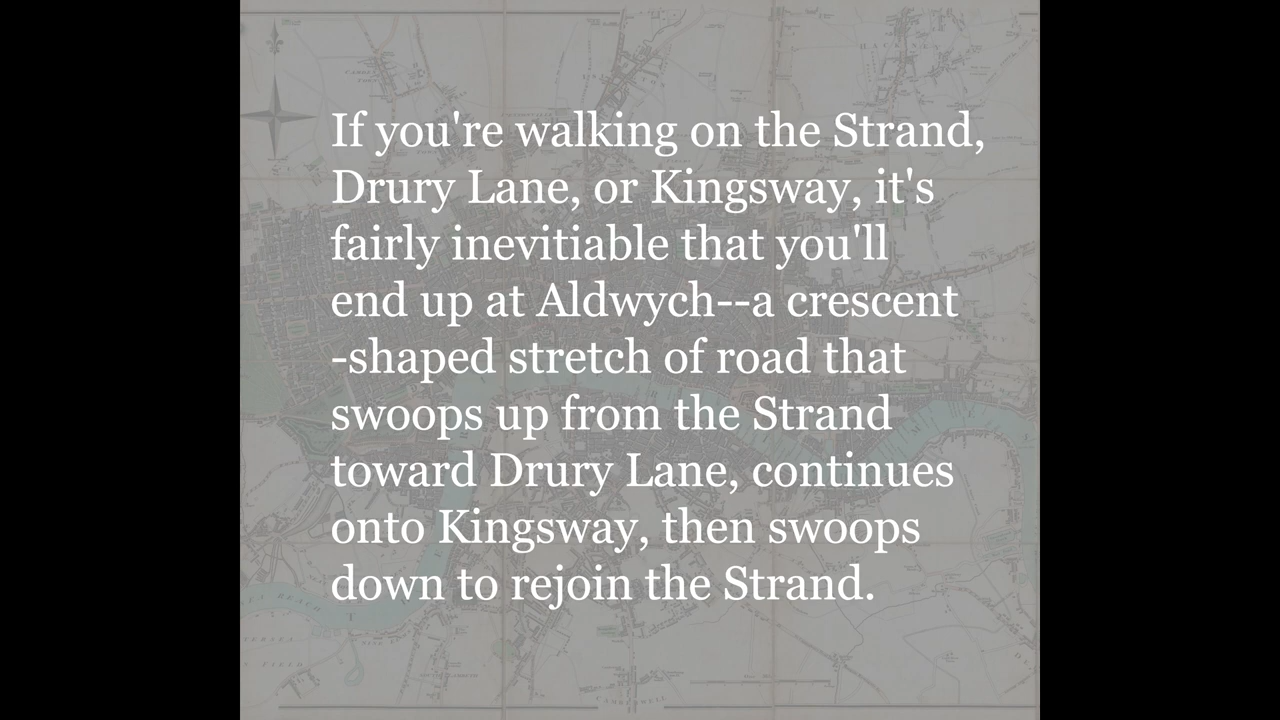 If you're walking on the Strand,
Drury Lane, or Kingsway, it's
fairly inevitiable that you'll
end up at Aldwych--a crescent
-shaped stretch of road that
swoops up from the Strand
toward Drury Lane, continues
onto Kingsway, then swoops
down to rejoin the Strand.